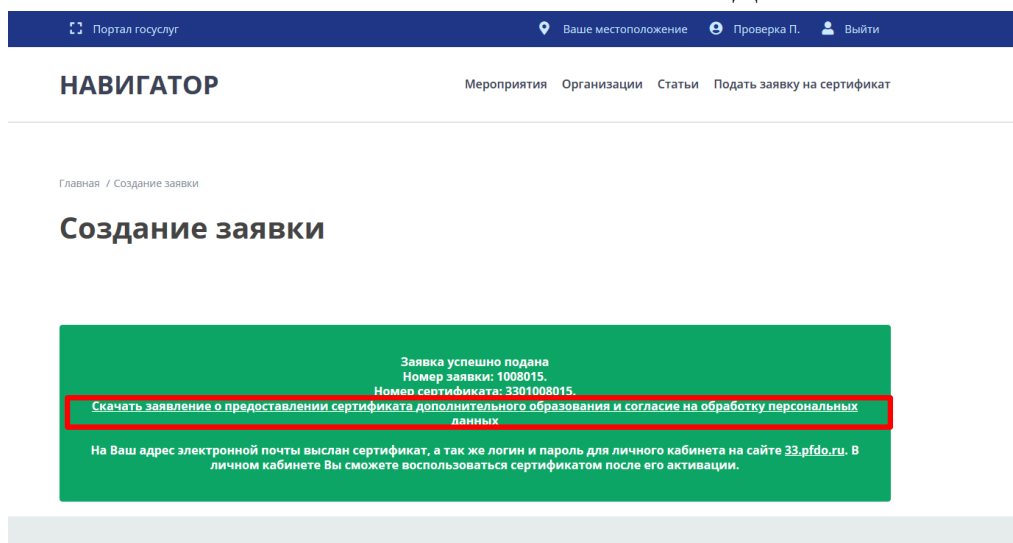 Портал госуслуг Ваше местоположение Проверка П. Выйти
НАВИГАТОР Мероприятия Организации Статьи Подать заявку на сертификат
Главная / Создание заявки
Создание заявки
Заявка успешно подана
Номер заявки: 1008015.
Номер сертификата: 3301008015.
Скачать заявление о предоставлении сертификата дополнительного образования и согласие на обработку персональных
данных
На Ваш адрес электронной почты выслан сертификат, а так же логин и пароль для личного кабинета на сайте 33.pfdo.ru. В
личном кабинете Вы сможете воспользоваться сертификатом после его активации.